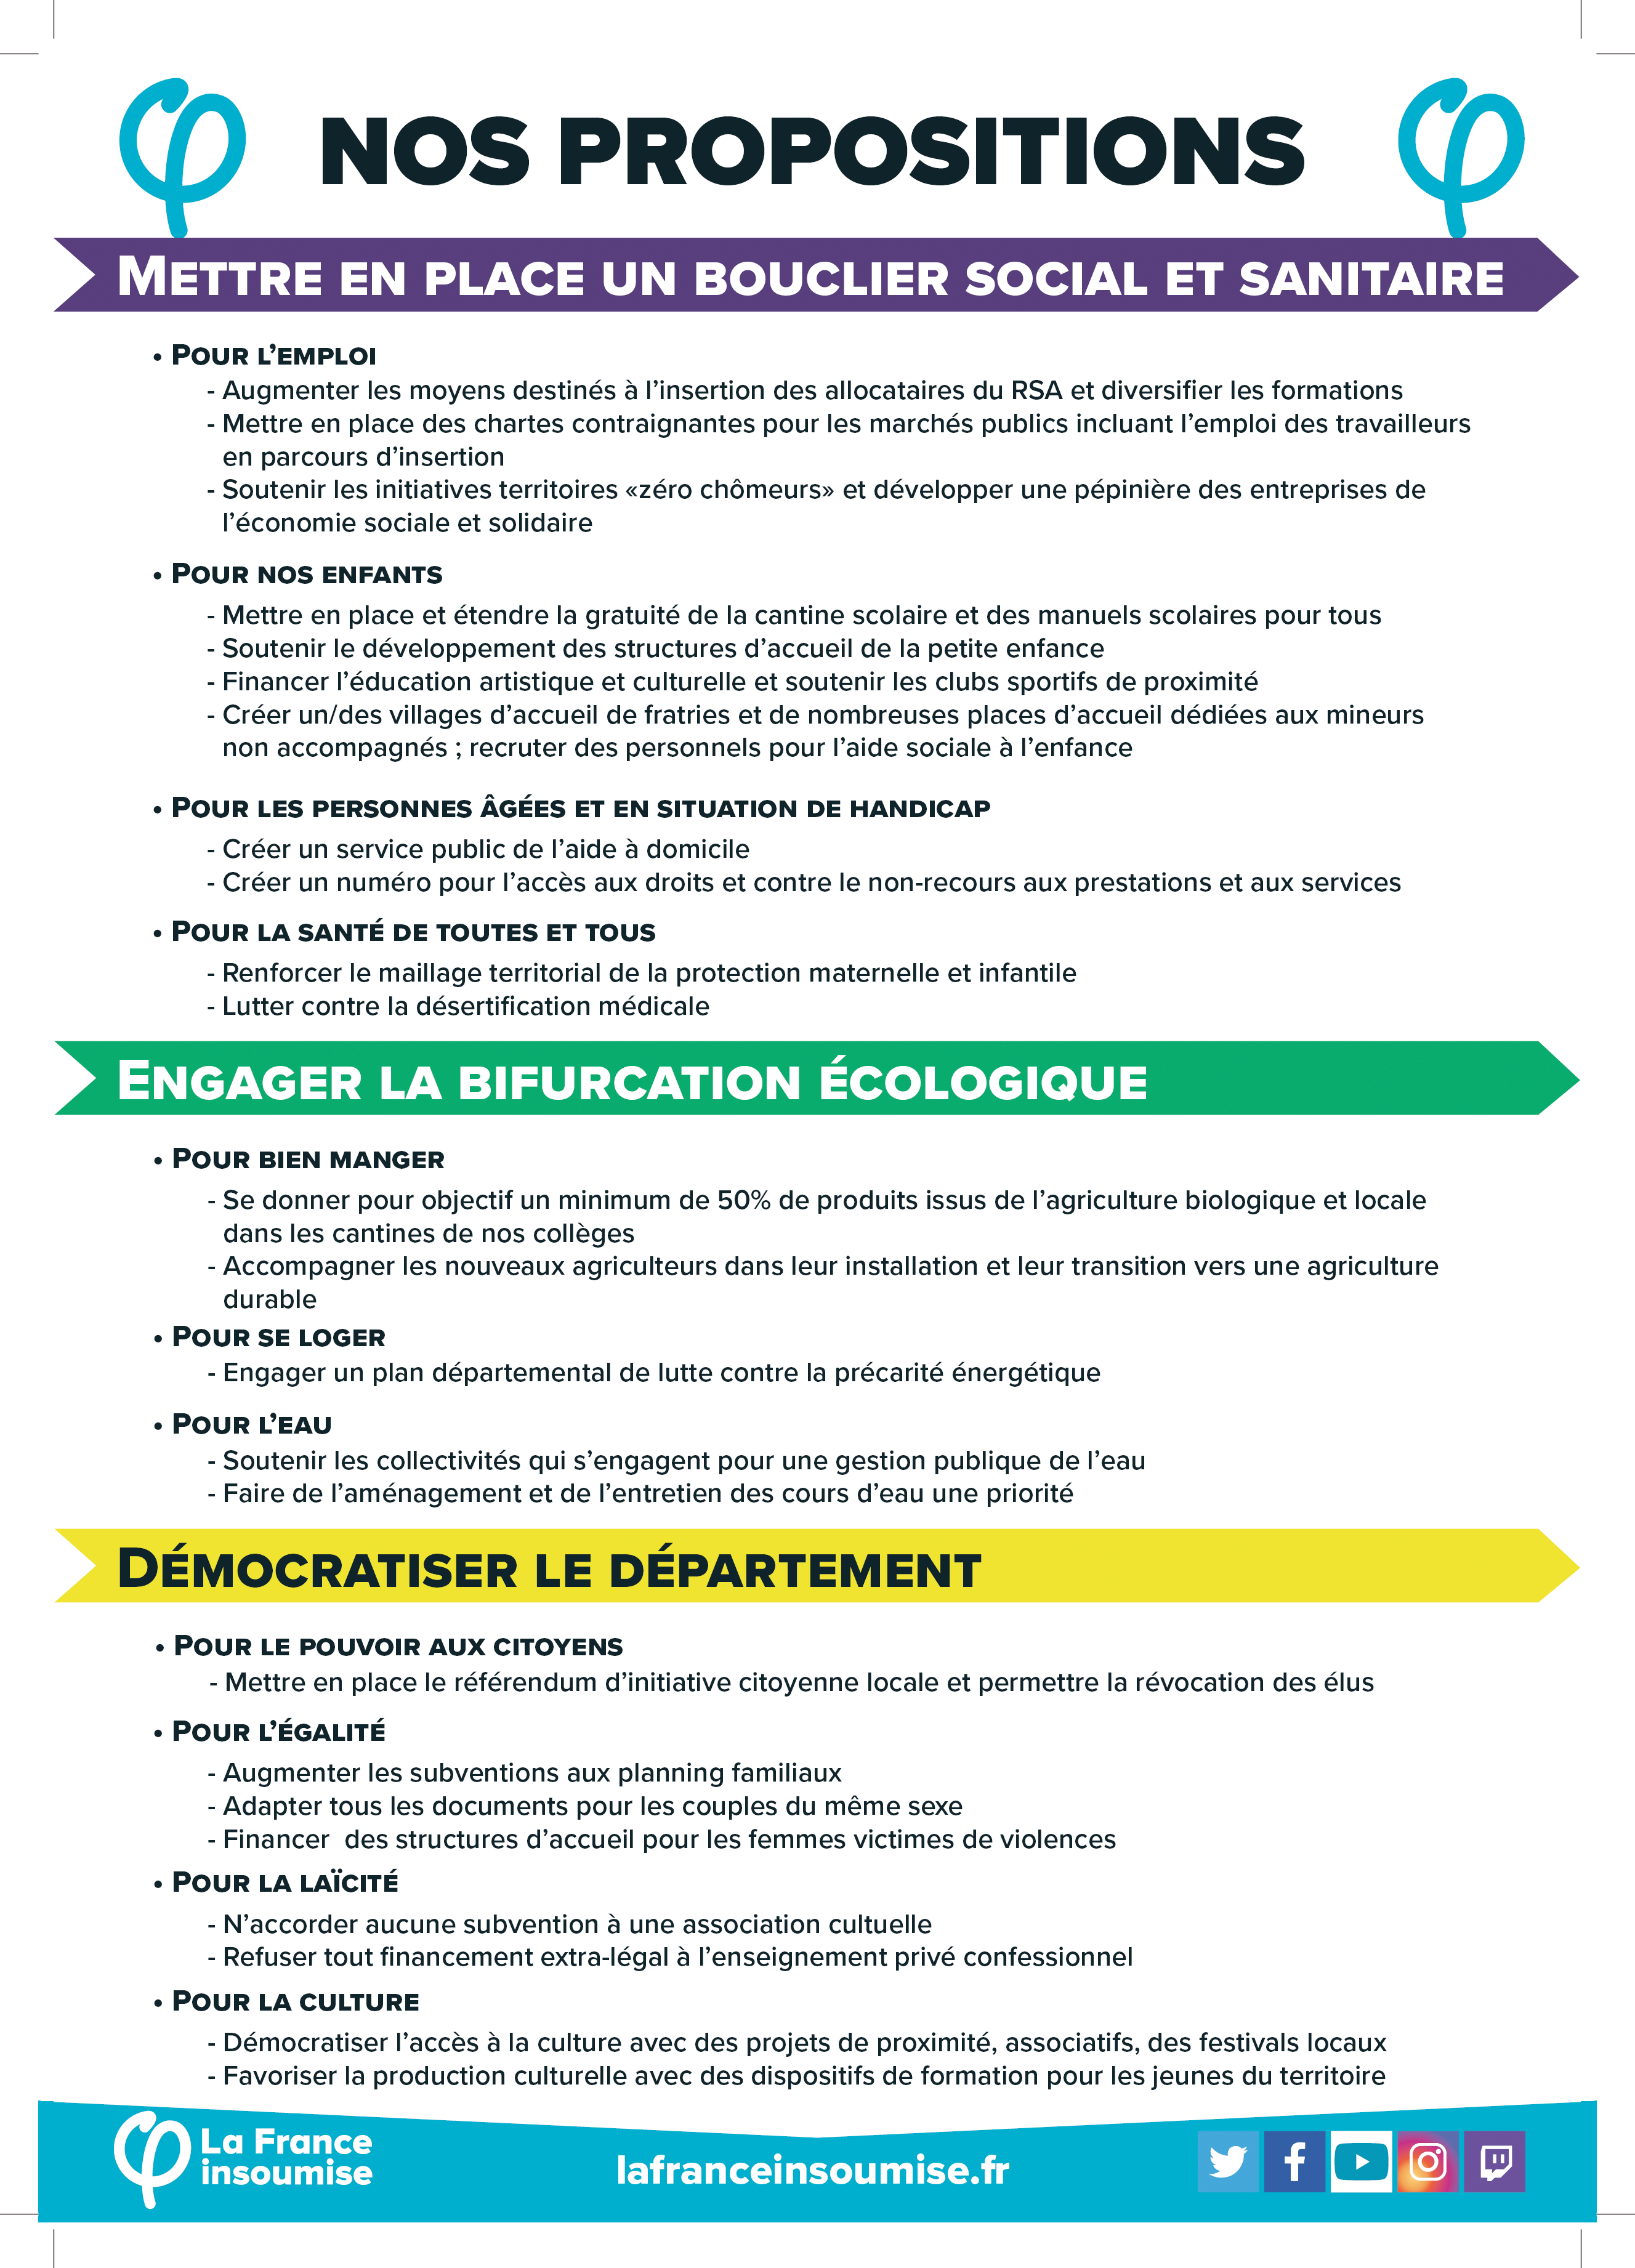 NOS PROPOSITIONS
Mettre en place un bouclier social et sanitaire
• Pour l’emploi
- Augmenter les moyens destinés à l’insertion des allocataires du RSA et diversifier les formations
- Mettre en place des chartes contraignantes pour les marchés publics incluant l’emploi des travailleurs
en parcours d’insertion
- Soutenir les initiatives territoires «zéro chômeurs» et développer une pépinière des entreprises de
l’économie sociale et solidaire
• Pour nos enfants
- Mettre en place et étendre la gratuité de la cantine scolaire et des manuels scolaires pour tous
- Soutenir le développement des structures d’accueil de la petite enfance
- Financer l’éducation artistique et culturelle et soutenir les clubs sportifs de proximité
- Créer un/des villages d’accueil de fratries et de nombreuses places d’accueil dédiées aux mineurs
non accompagnés ; recruter des personnels pour l’aide sociale à l’enfance
• Pour les personnes âgées et en situation de handicap
- Créer un service public de l’aide à domicile
- Créer un numéro pour l’accès aux droits et contre le non-recours aux prestations et aux services
• Pour la santé de toutes et tous
- Renforcer le maillage territorial de la protection maternelle et infantile
- Lutter contre la désertification médicale
Engager la bifurcation écologique
• Pour bien manger
- Se donner pour objectif un minimum de 50% de produits issus de l’agriculture biologique et locale
dans les cantines de nos collèges
- Accompagner les nouveaux agriculteurs dans leur installation et leur transition vers une agriculture
durable
• Pour se loger
- Engager un plan départemental de lutte contre la précarité énergétique
• Pour l’eau
- Soutenir les collectivités qui s’engagent pour une gestion publique de l’eau
- Faire de l’aménagement et de l’entretien des cours d’eau une priorité
Démocratiser le département
• Pour le pouvoir aux citoyens
- Mettre en place le référendum d’initiative citoyenne locale et permettre la révocation des élus
• Pour l’égalité
- Augmenter les subventions aux planning familiaux
- Adapter tous les documents pour les couples du même sexe
- Financer  des structures d’accueil pour les femmes victimes de violences
• Pour la laïcité
- N’accorder aucune subvention à une association cultuelle
- Refuser tout financement extra-légal à l’enseignement privé confessionnel
• Pour la culture
- Démocratiser l’accès à la culture avec des projets de proximité, associatifs, des festivals locaux
- Favoriser la production culturelle avec des dispositifs de formation pour les jeunes du territoire
La France
insoumise
lafranceinsoumise.fr